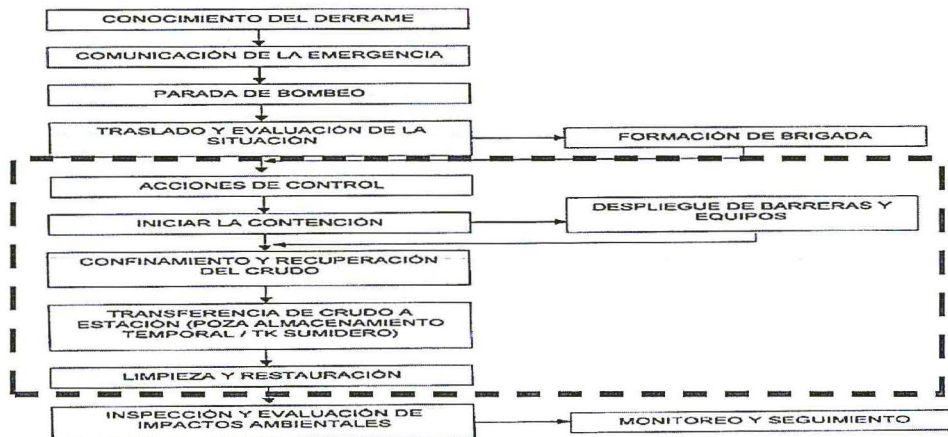 CONOCIMIENTO DEL DERRAME
COMUNICACIÓN DE LA EMERGENCIA
PARADA DE BOMBEO
TRASLADO Y EVALUACIÓN DE LA
SITUACIÓN
FORMACIÓN DE BRIGADA
ACCIONES DE CONTROL
INICIAR LA CONTENCIÓN
DESPLIEGUE DE BARRERAS Y
EQUIPOS
CONFINAMIENTO Y RECUPERACIÓN
DEL CRUDO
TRANSFERENCIA DE CRUDO A
ESTACIÓN (POZA ALMACENAMIENTO
TEMPORAL / TK SUMIDERO)
LIMPIEZA Y RESTAURACIÓN
INSPECCIÓN Y EVALUACIÓN DE
IMPACTOS AMBIENTALES
MONITOREO Y SEGUIMIENTO